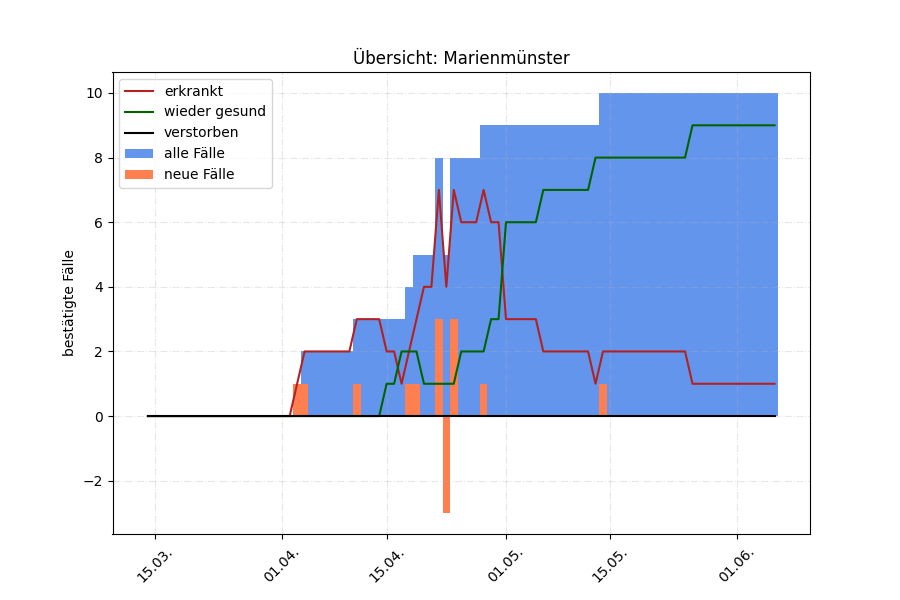 Übersicht: Marienmünster
erkrankt
wieder gesund
verstorben
alle Fälle
neue Fälle
bestätigte Fälle
10
8
6
4
2
0
−2
15.03.
01.04.
15.04.
01.05.
15.05.
01.06.